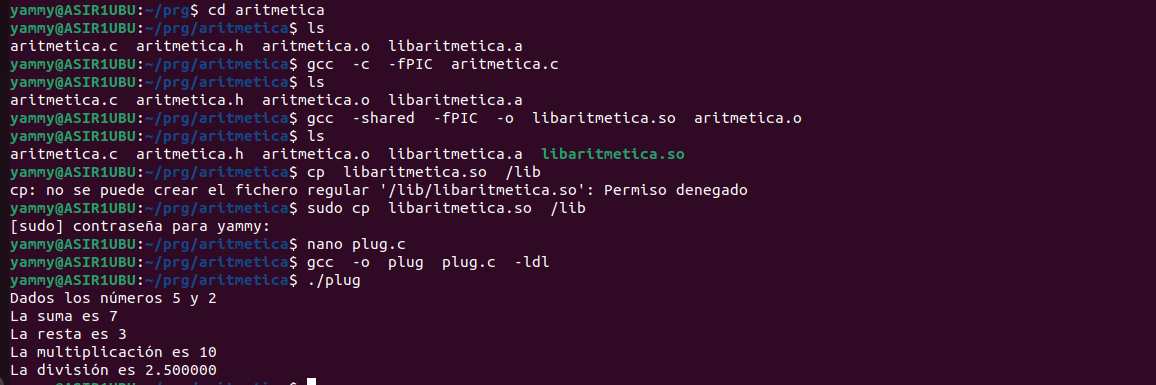 yammy@ASIR1UBU:~/prg$ cd aritmetica
yammy@ASIR1UBU:~/prg/aritmetica$ ls
aritmetica.c  aritmetica.h  aritmetica.o  libaritmetica.a
yammy@ASIR1UBU:~/prg/aritmetica$ gcc  -c  -fPIC  aritmetica.c
yammy@ASIR1UBU:~/prg/aritmetica$ ls
aritmetica.c  aritmetica.h  aritmetica.o  libaritmetica.a
yammy@ASIR1UBU:~/prg/aritmetica$ gcc  -shared  -fPIC  -o  libaritmetica.so  aritmetica.o
yammy@ASIR1UBU:~/prg/aritmetica$ ls
aritmetica.c  aritmetica.h  aritmetica.o  libaritmetica.a  libaritmetica.so
yammy@ASIR1UBU:~/prg/aritmetica$ cp  libaritmetica.so  /lib
cp: no se puede crear el fichero regular '/lib/libaritmetica.so': Permiso denegado
yammy@ASIR1UBU:~/prg/aritmetica$ sudo cp  libaritmetica.so  /lib
[sudo] contraseña para yammy:
yammy@ASIR1UBU:~/prg/aritmetica$ nano plug.c
yammy@ASIR1UBU:~/prg/aritmetica$ gcc  -o  plug  plug.c  -ldl
yammy@ASIR1UBU:~/prg/aritmetica$ ./plug
Dados los números 5 y 2
La suma es 7
La resta es 3
La multiplicación es 10
La división es 2.500000
yammy@ASIR1UBU:~/prg/aritmetica$